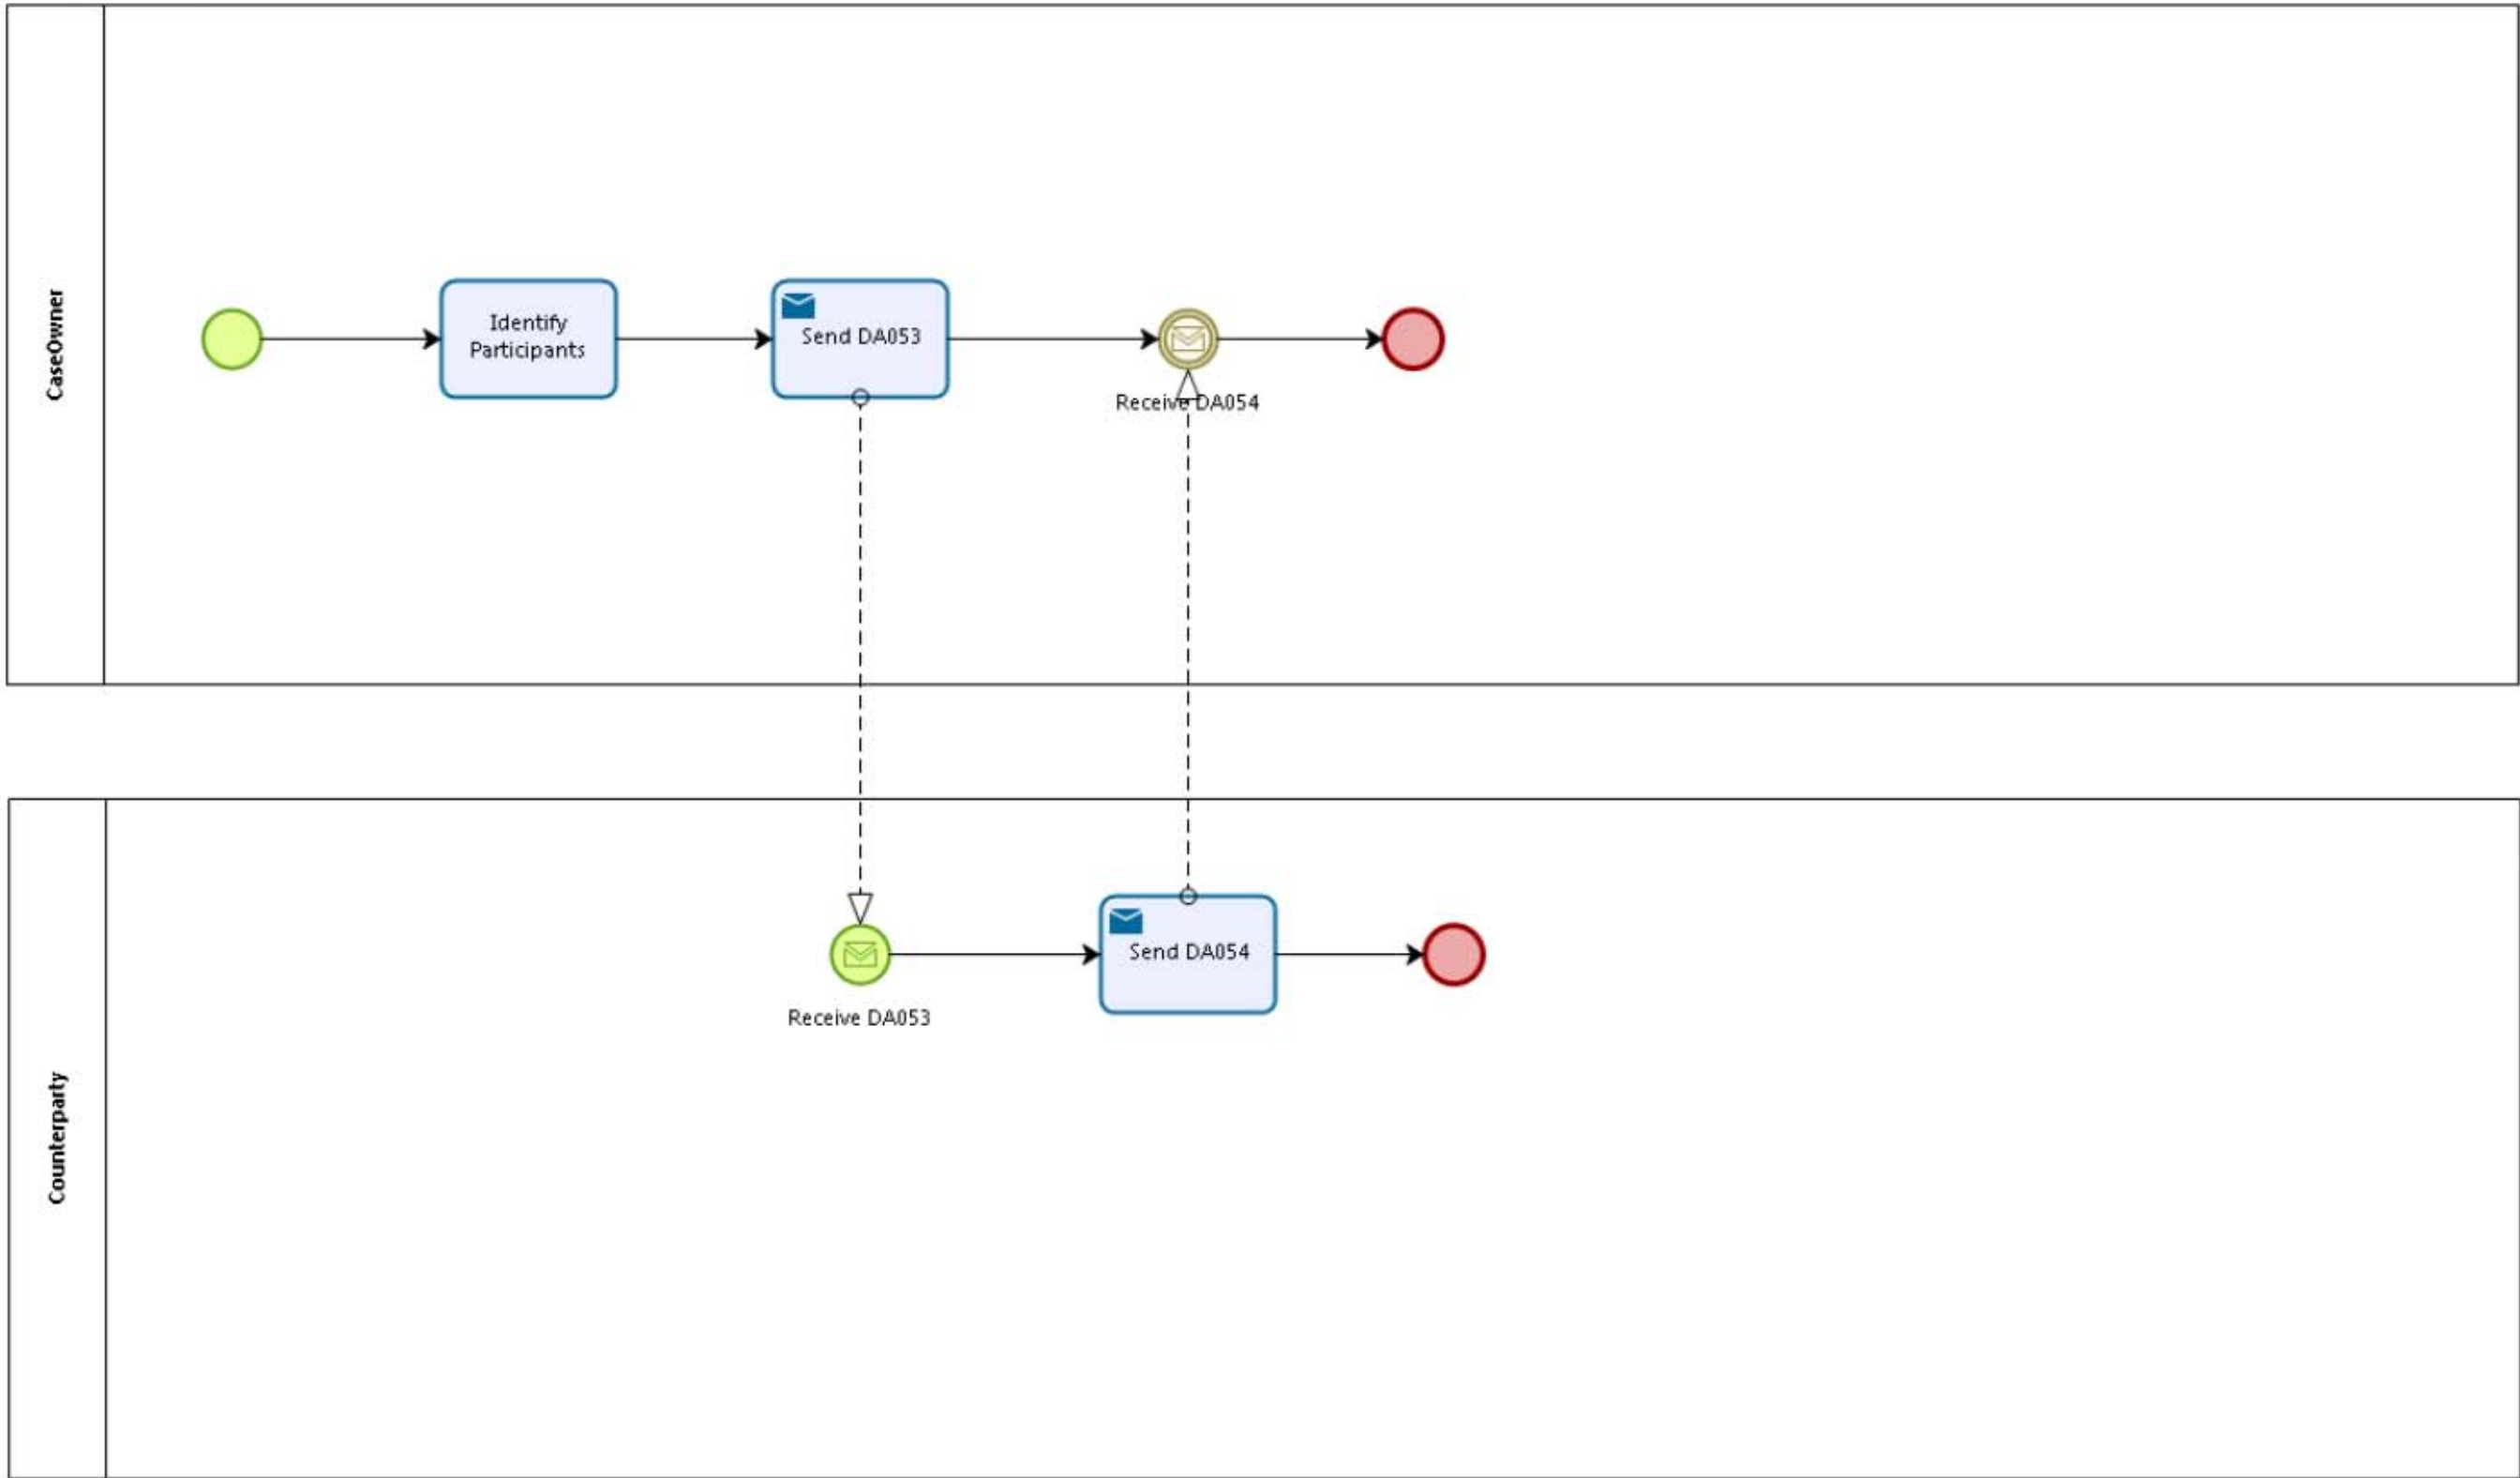 CaseOwner
Identify
Participants
Send DA053
Receive DA054
Counterparty
Send DA054
Receive DA053